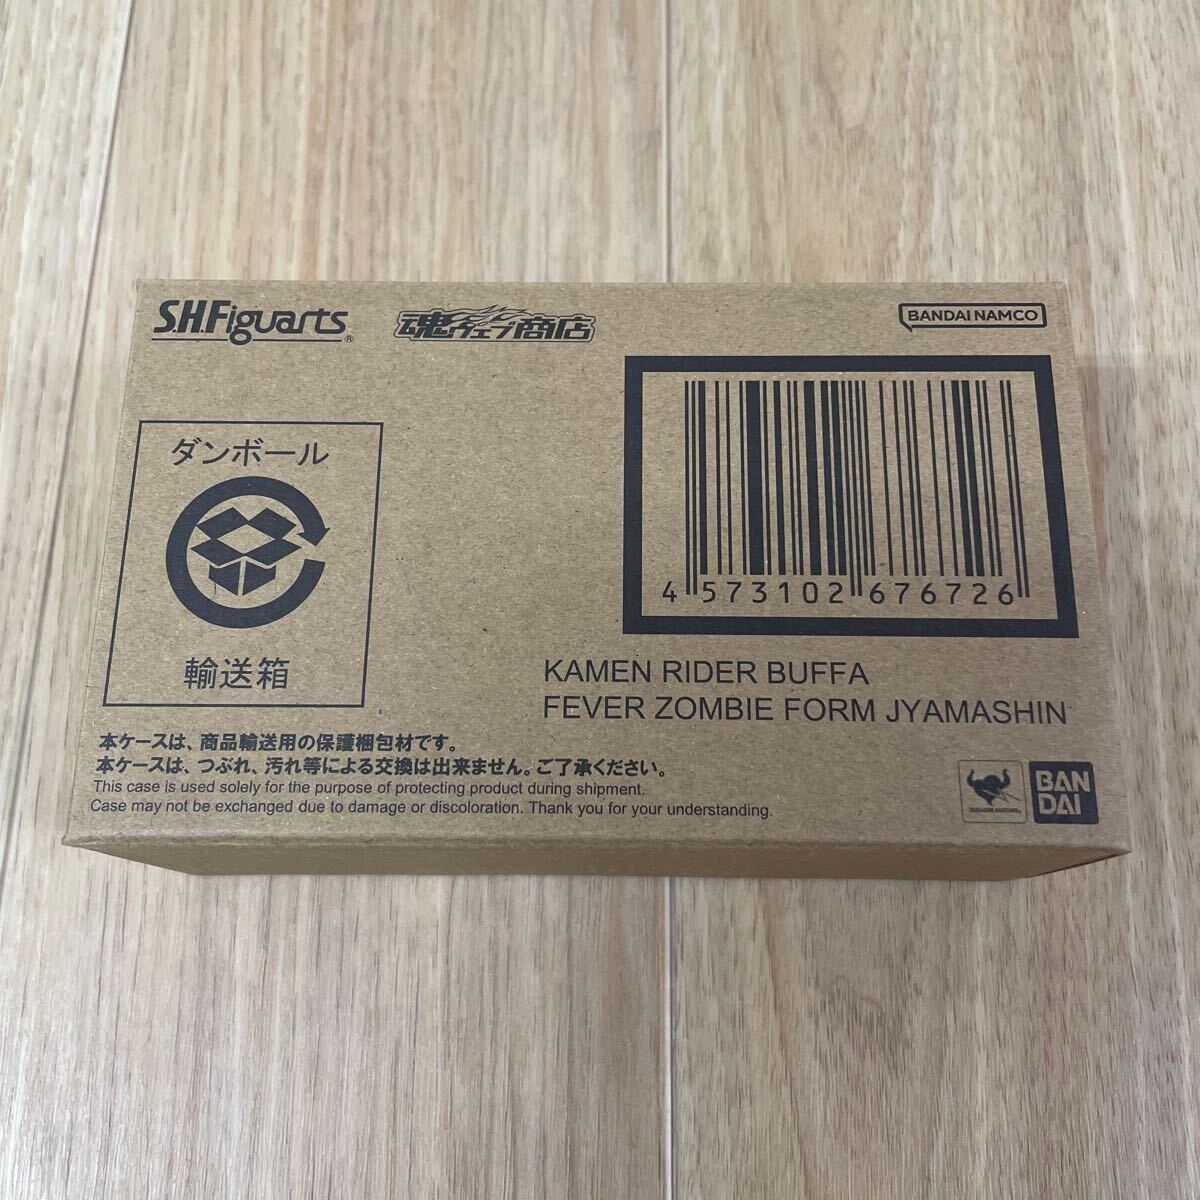 S.H.Figuarts®
魂ウェブ商店
BANDAI NAMCO
ダンボール
輸送箱
4 573102 676726
KAMEN RIDER BUFFA
FEVER ZOMBIE FORM JYAMASHIN
本ケースは、商品輸送用の保護梱包材です。
本ケースは、つぶれ、汚れ等による交換は出来ません。ご了承ください。
This case is used solely for the purpose of protecting product during shipment.
Case may not be exchanged due to damage or discoloration. Thank you for your understanding.
TAMASHII NATIONS
BAN
DAI